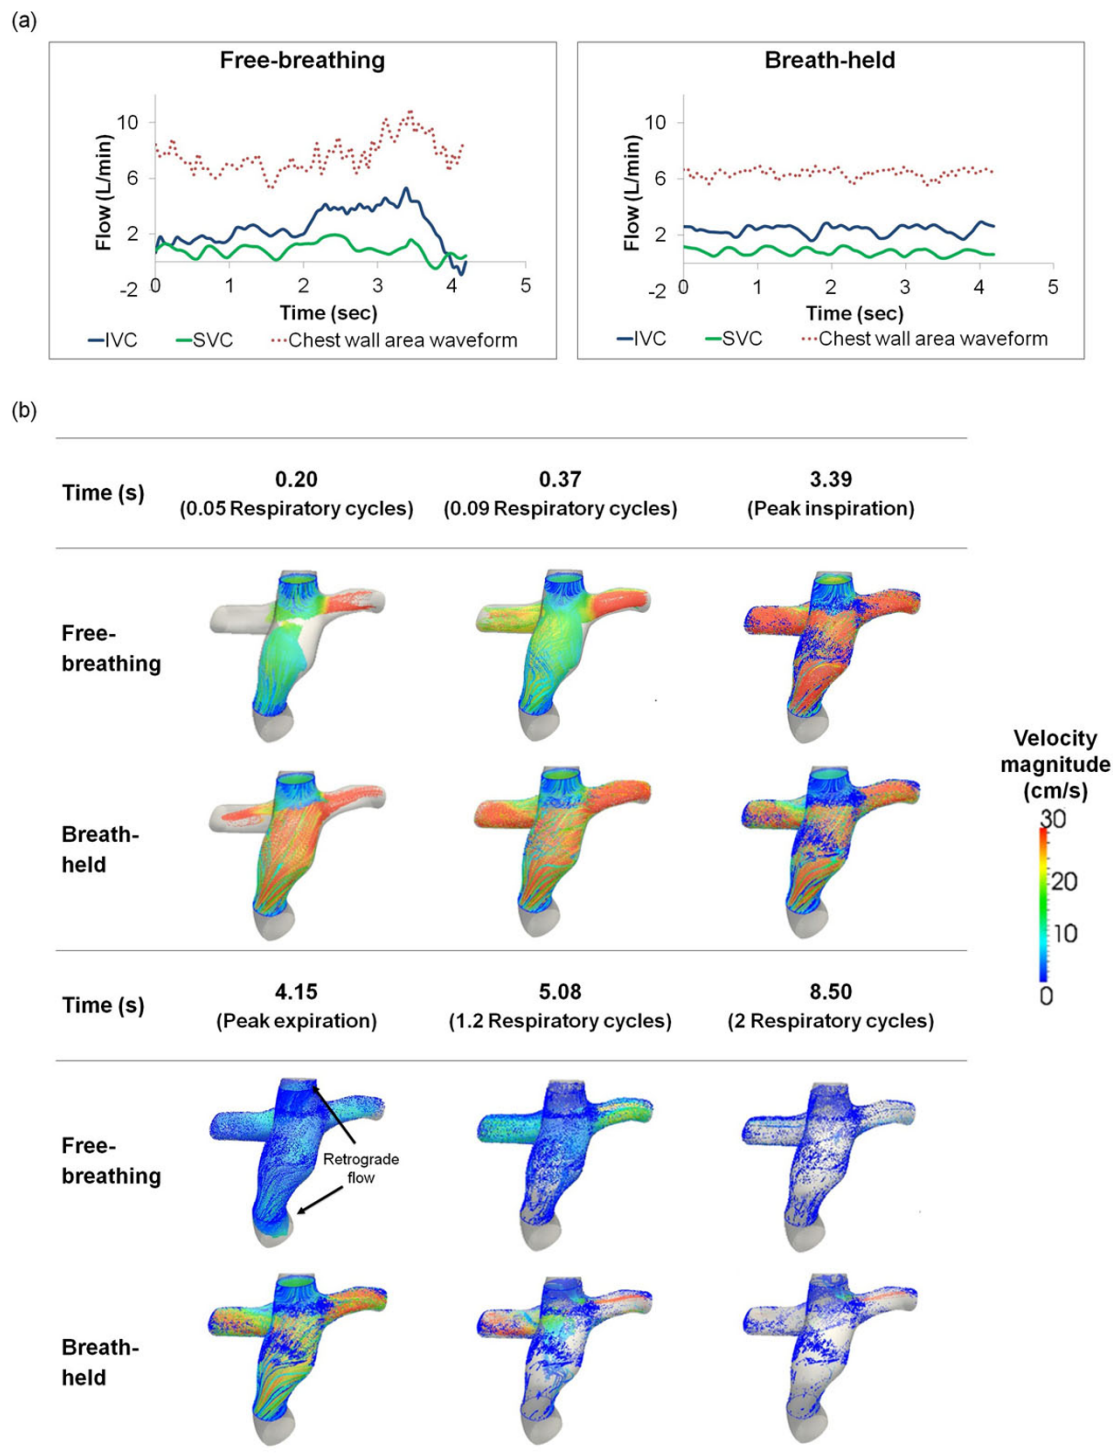 (a)
Free-breathing
Flow (L/min)
10
6
2
-2
0 1 2 3 4 5
Time (sec)
IVC SVC Chest wall area waveform
Breath-held
Flow (L/min)
10
6
2
-2
0 1 2 3 4 5
Time (sec)
IVC SVC Chest wall area waveform
(b)
Time (s) 0.20 0.37 3.39
(0.05 Respiratory cycles) (0.09 Respiratory cycles) (Peak inspiration)
Free-
breathing
Breath-
held
Velocity
magnitude
(cm/s)
30
20
10
0
Time (s) 4.15 5.08 8.50
(Peak expiration) (1.2 Respiratory cycles) (2 Respiratory cycles)
Free-
breathing
Retrograde
flow
Breath-
held